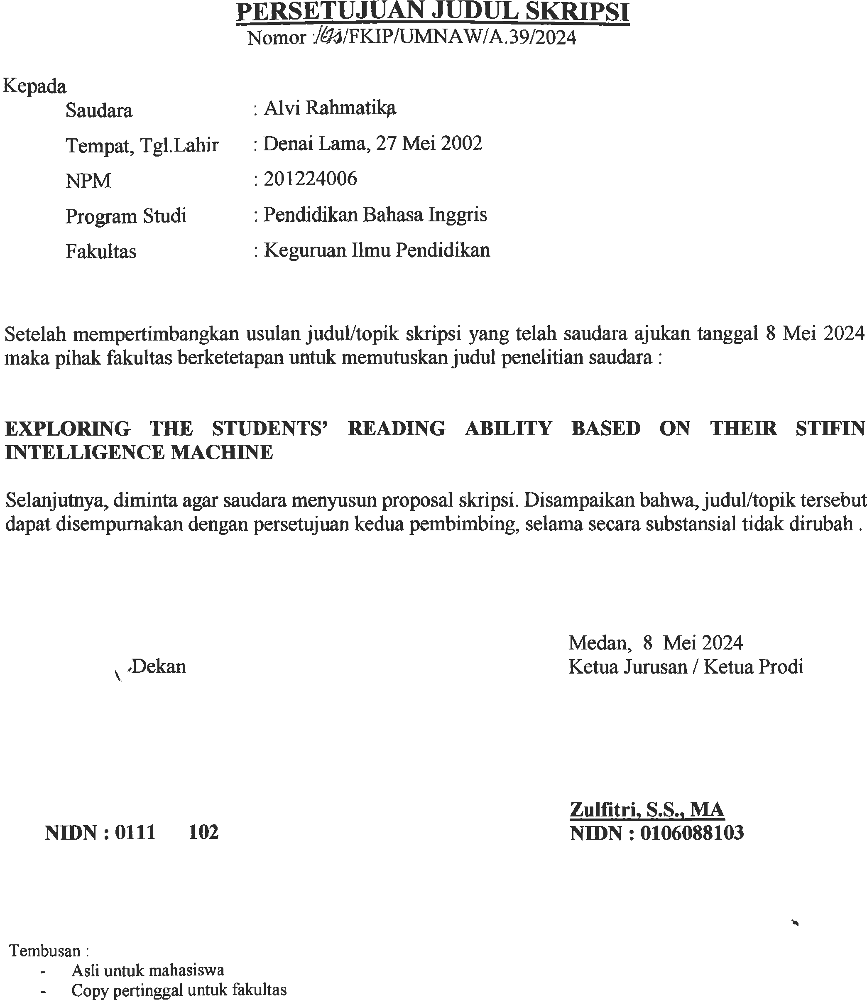 PERSETUJUAN JUDUL SKRIPSI
Nomor : /FKIP/UMNAW/A.39/2024
Kepada
Saudara : Alvi Rahmatika
Tempat, Tgl.Lahir : Denai Lama, 27 Mei 2002
NPM : 201224006
Program Studi : Pendidikan Bahasa Inggris
Fakultas : Keguruan Ilmu Pendidikan
Setelah mempertimbangkan usulan judul/topik skripsi yang telah saudara ajukan tanggal 8 Mei 2024
maka pihak fakultas berketetapan untuk memutuskan judul penelitian saudara :
EXPLORING THE STUDENTS’ READING ABILITY BASED ON THEIR STIFIN
INTELLIGENCE MACHINE
Selanjutnya, diminta agar saudara menyusun proposal skripsi. Disampaikan bahwa, judul/topik tersebut
dapat disempurnakan dengan persetujuan kedua pembimbing, selama secara substansial tidak dirubah .
Medan, 8 Mei 2024
Dekan Ketua Jurusan / Ketua Prodi
Zulfitri, S.S., MA
NIDN : 0111 102 NIDN : 0106088103
Tembusan :
- Asli untuk mahasiswa
- Copy pertinggal untuk fakultas